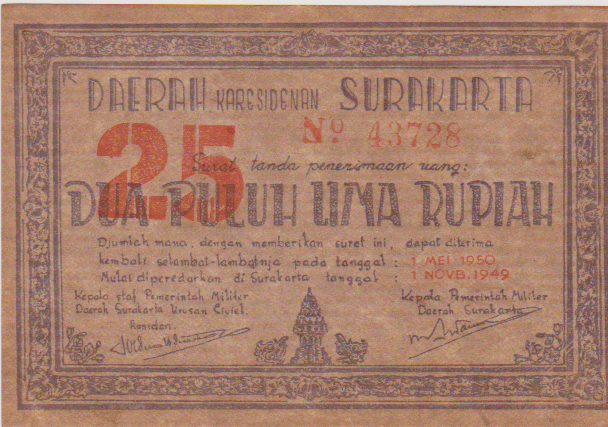 DAERAH KARESIDENAN SURAKARTA
25
Nº 43728
Surat tanda penerimaan uang:
DUA PULUH LIMA RUPIAH
Djumlah mana, dengan memberikan surat ini, dapat diterima
kembali selambat-lambatnja pada tanggal : 1 MEI 1950
Mulai diperedarkan di Surakarta tanggal : 1 NOVB. 1949
Kepala staf Pemerintah Militer
Daerah Surakarta Urusan Civiel.
Residen.
Kepala Pemerintah Militer
Daerah Surakarta